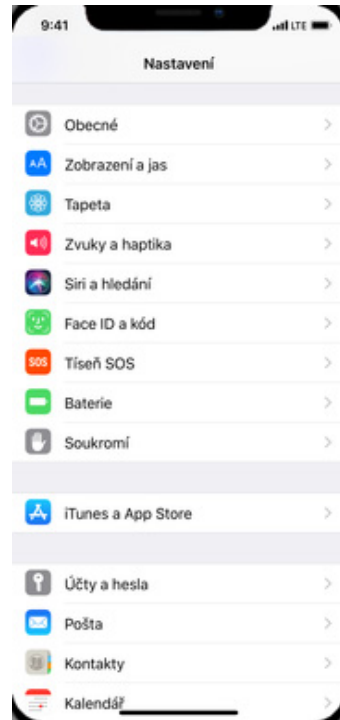 9:41
LTE
Nastavení
Obecné
AA
Zobrazení a jas
Tapeta
Zvuky a haptika
Siri a hledání
Face ID a kód
SOS
Tíseň SOS
Baterie
Soukromí
iTunes a App Store
Účty a hesla
Pošta
Kontakty
Kalendář